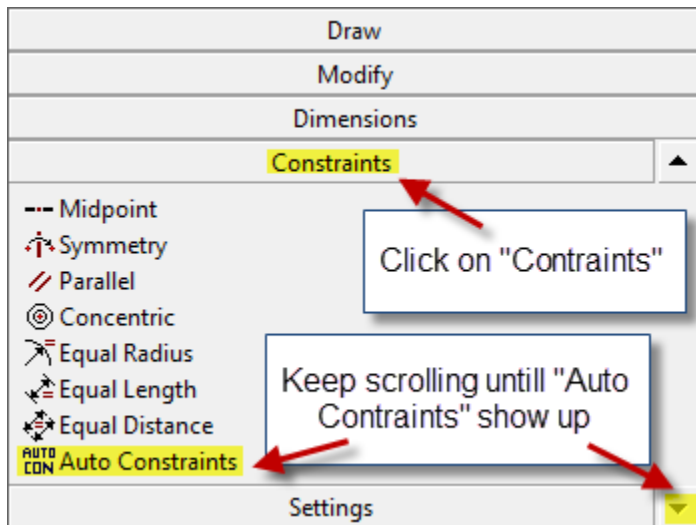 Draw
Modify
Dimensions
Constraints
Midpoint
Symmetry
Parallel
Concentric
Equal Radius
Equal Length
Equal Distance
AUTO
CON Auto Constraints
Click on "Contraints"
Keep scrolling untill "Auto
Contraints" show up
Settings